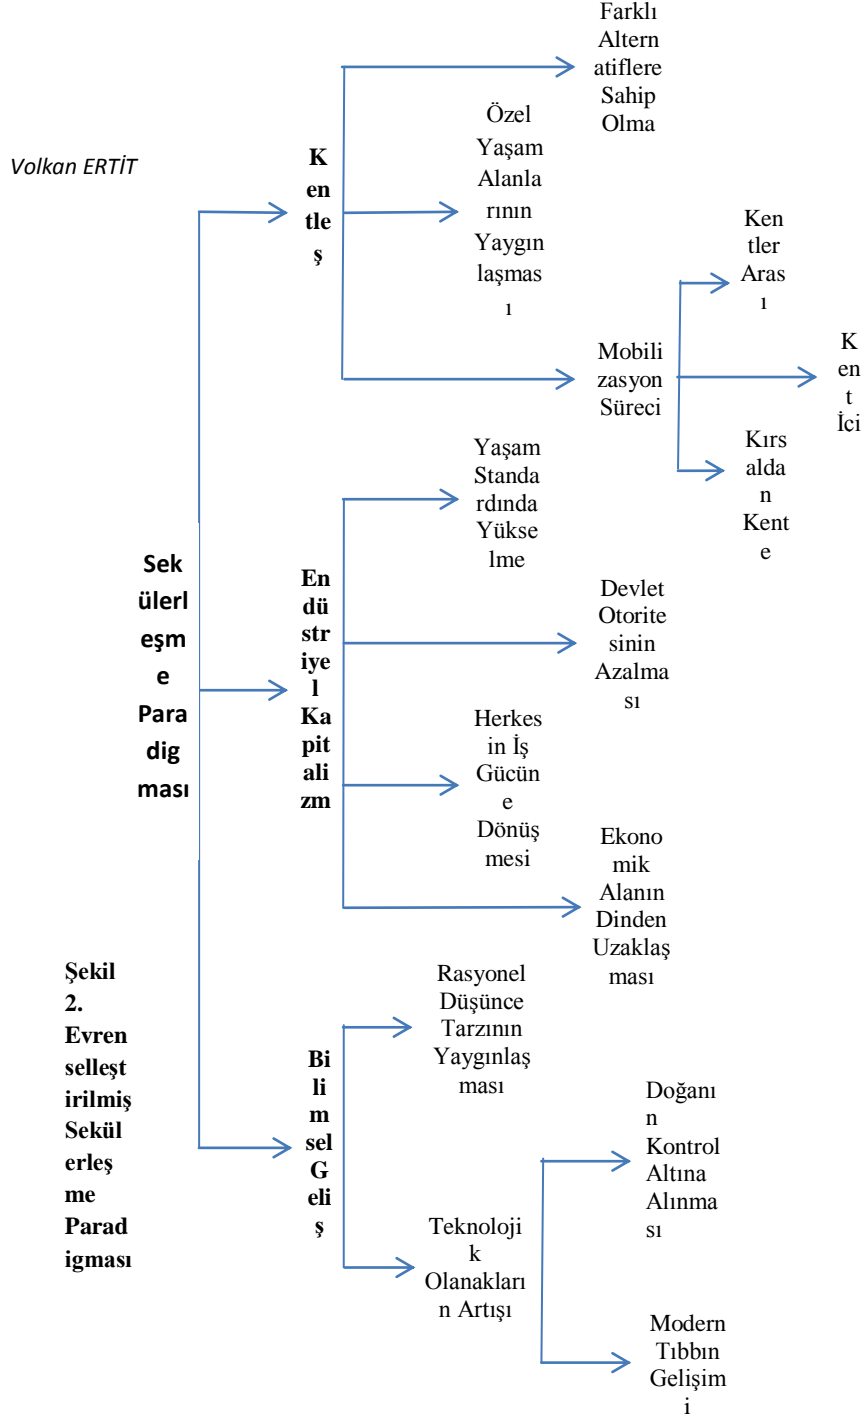 Volkan ERTİT
Farklı
Altern
atiflere
Sahip
Olma
K
en
tle
ş
Özel
Yaşam
Alanla
rının
Yaygın
laşmas
ı
Mobili
zasyon
Süreci
Ken
tler
Aras
ı
K
en
t
İci
Kırs
alda
n
Kent
e
Sek
ülerl
eşm
e
Para
dig
ması
En
dü
str
iye
l
Ka
pit
ali
zm
Yaşam
Standa
rdında
Yükse
lme
Devlet
Otorite
sinin
Azalma
sı
Herkes
in İş
Gücün
e
Dönüş
mesi
Ekono
mik
Alanın
Dinden
Uzaklaş
ması
Bi
li
m
sel
G
eli
ş
Rasyonel
Düşünce
Tarzının
Yaygınlaş
ması
Teknoloji
k
Olanakları
n Artışı
Doğanı
n
Kontrol
Altına
Alınma
sı
Modern
Tıbbın
Gelişim
i
Şekil
2.
Evren
selleşt
irilmiş
Sekül
erleş
me
Parad
igması